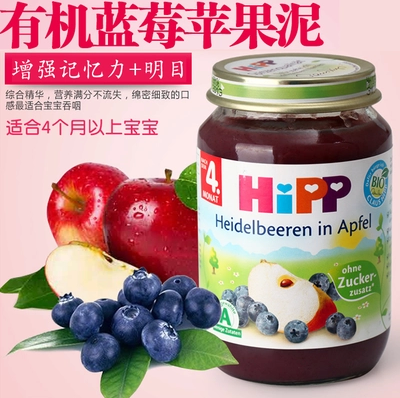 有机蓝莓苹果泥
增强记忆力+明目
综合精华，营养满分不流失，绵密细致的口
感最适合宝宝吞咽
适合4个月以上宝宝
4.
MONAT
HiPP
BIO
Heidelbeeren in Apfel
ohne
Zucker-
zusatz*
A